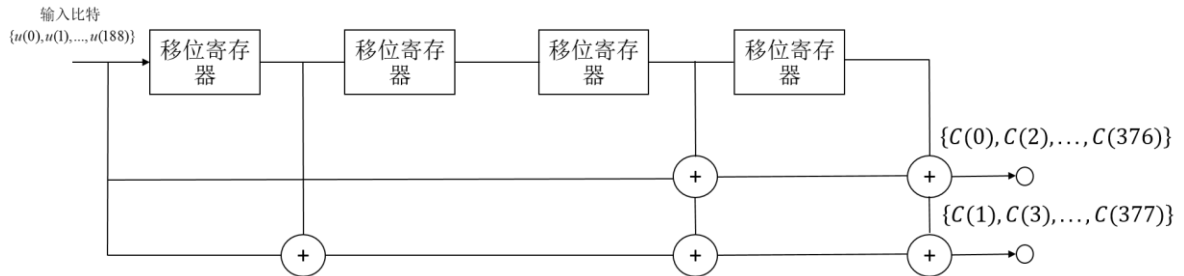 输入比特
{u(0),u(1),...,u(188)}
移位寄存
器
移位寄存
器
移位寄存
器
移位寄存
器
{C(0),C(2),...,C(376)}
+
+
{C(1),C(3),...,C(377)}
+
+
+